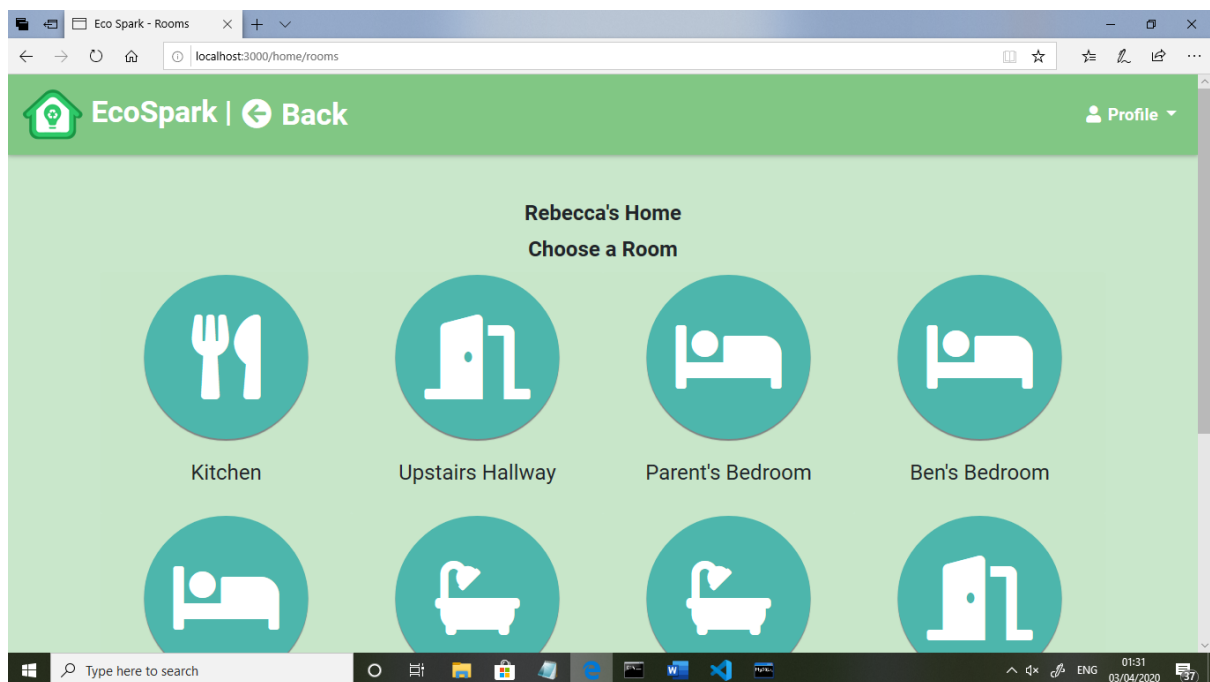 Eco Spark - Rooms
localhost:3000/home/rooms
EcoSpark | Back
Profile
Rebecca's Home
Choose a Room
Kitchen Upstairs Hallway Parent's Bedroom Ben's Bedroom
Type here to search
ENG
01:31
03/04/2020
37